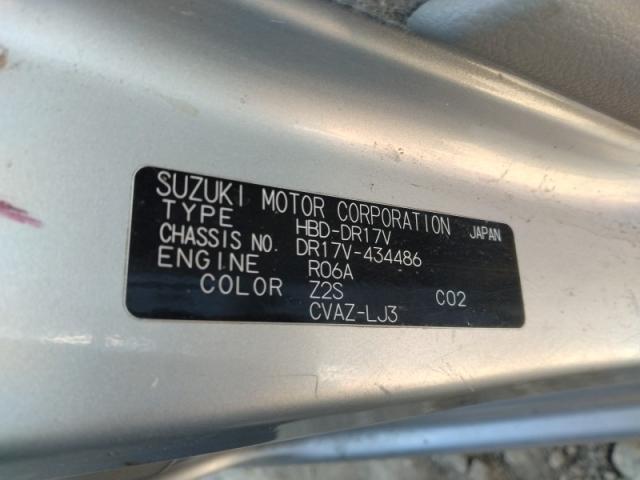 SUZUKI MOTOR CORPORATION JAPAN
TYPE HBD-DR17V
CHASSIS NO. DR17V-434486
ENGINE R06A
COLOR Z2S C02
CVAZ-LJ3